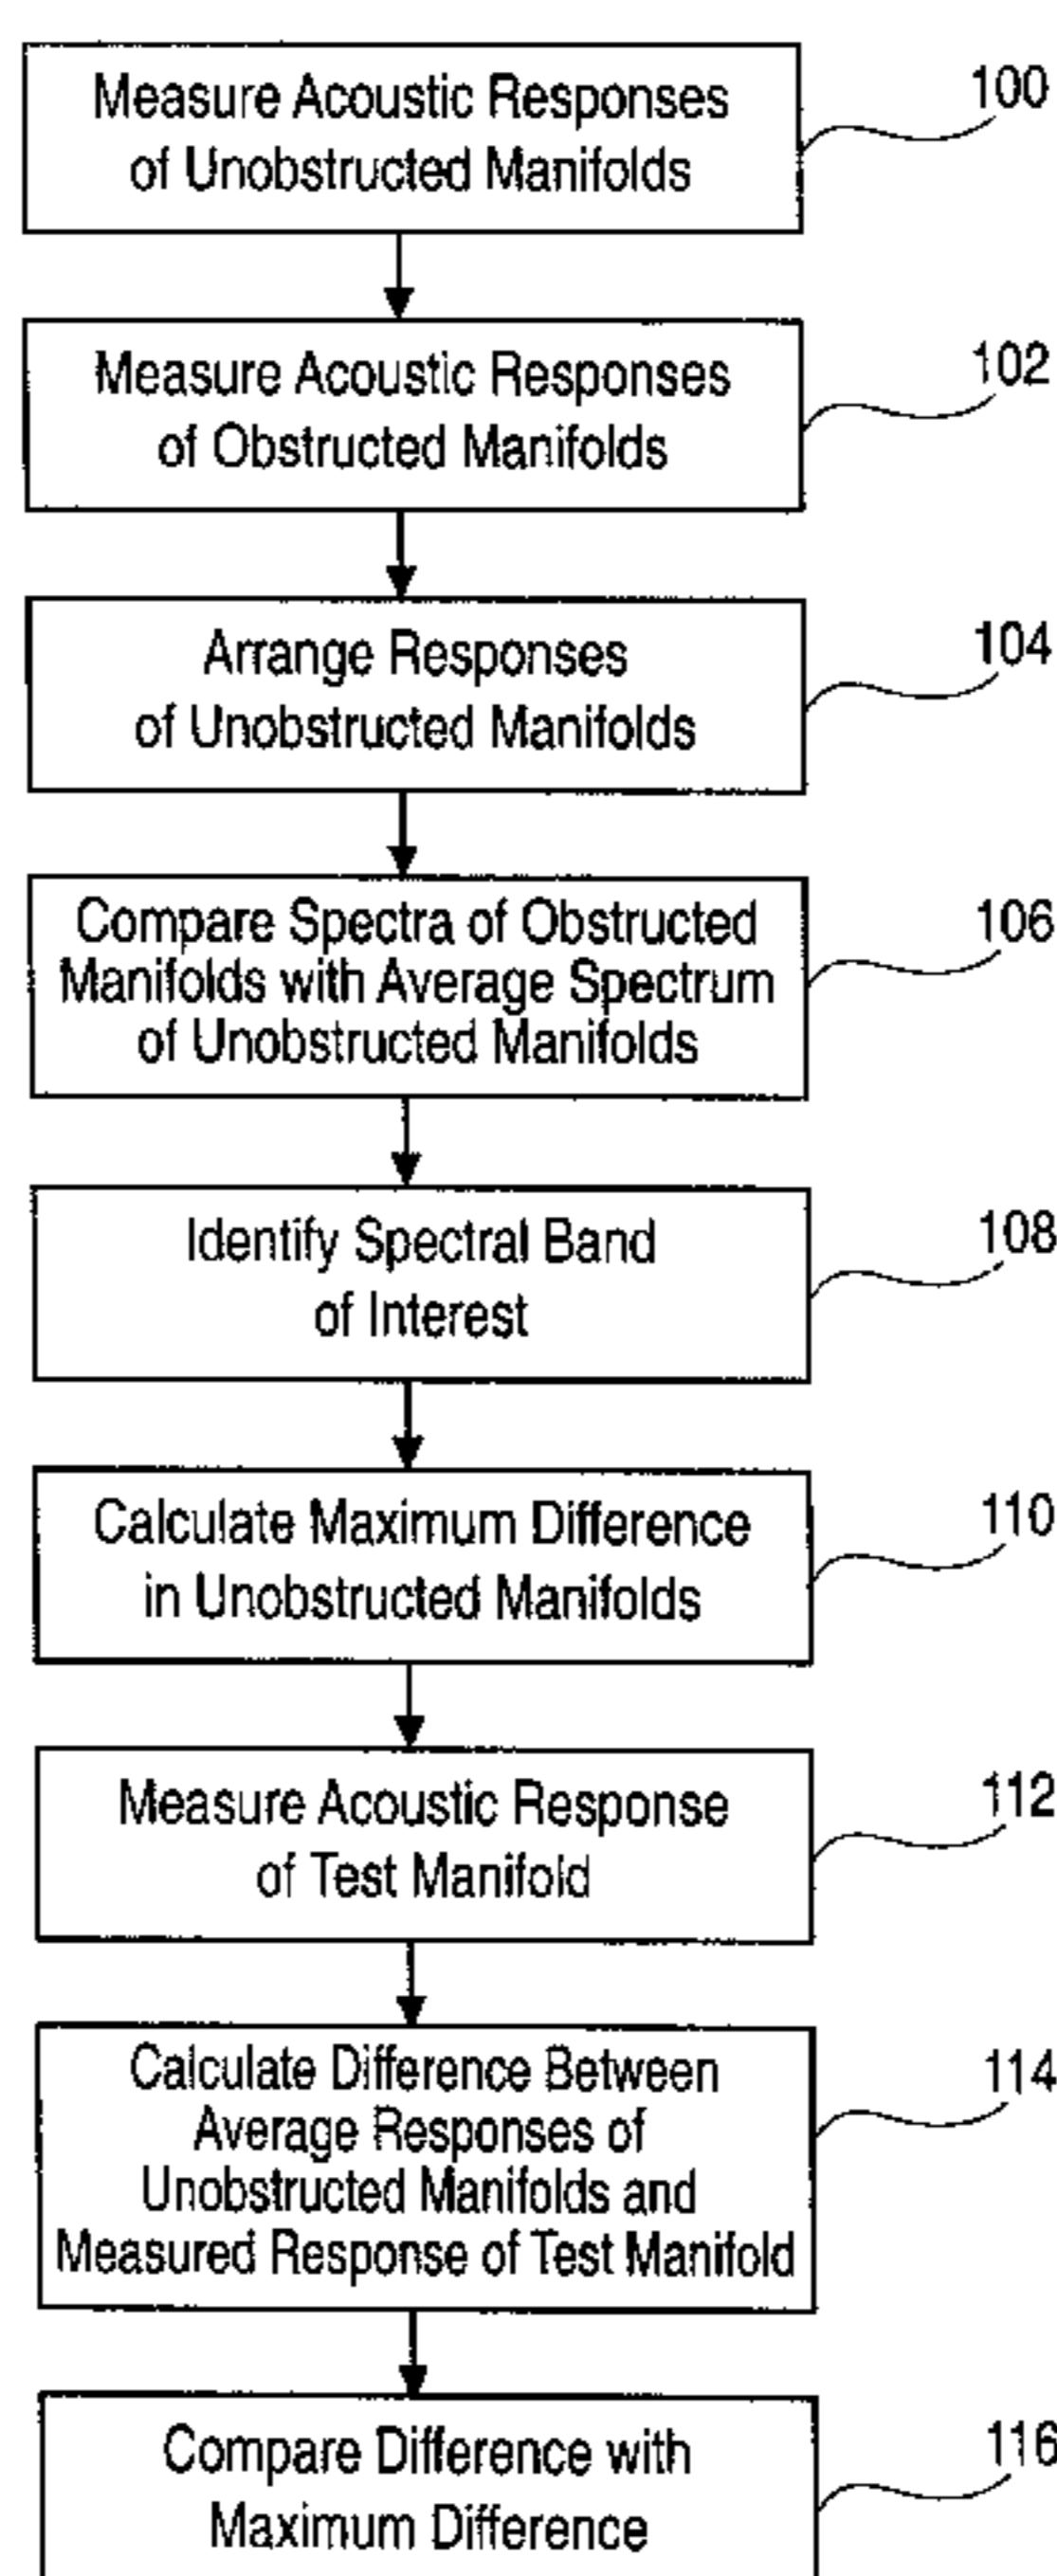 Measure Acoustic Responses
of Unobstructed Manifolds
100
Measure Acoustic Responses
of Obstructed Manifolds
102
Arrange Responses
of Unobstructed Manifolds
104
Compare Spectra of Obstructed
Manifolds with Average Spectrum
of Unobstructed Manifolds
106
Identify Spectral Band
of Interest
108
Calculate Maximum Difference
in Unobstructed Manifolds
110
Measure Acoustic Response
of Test Manifold
112
Calculate Difference Between
Average Responses of
Unobstructed Manifolds and
Measured Response of Test Manifold
114
Compare Difference with
Maximum Difference
116